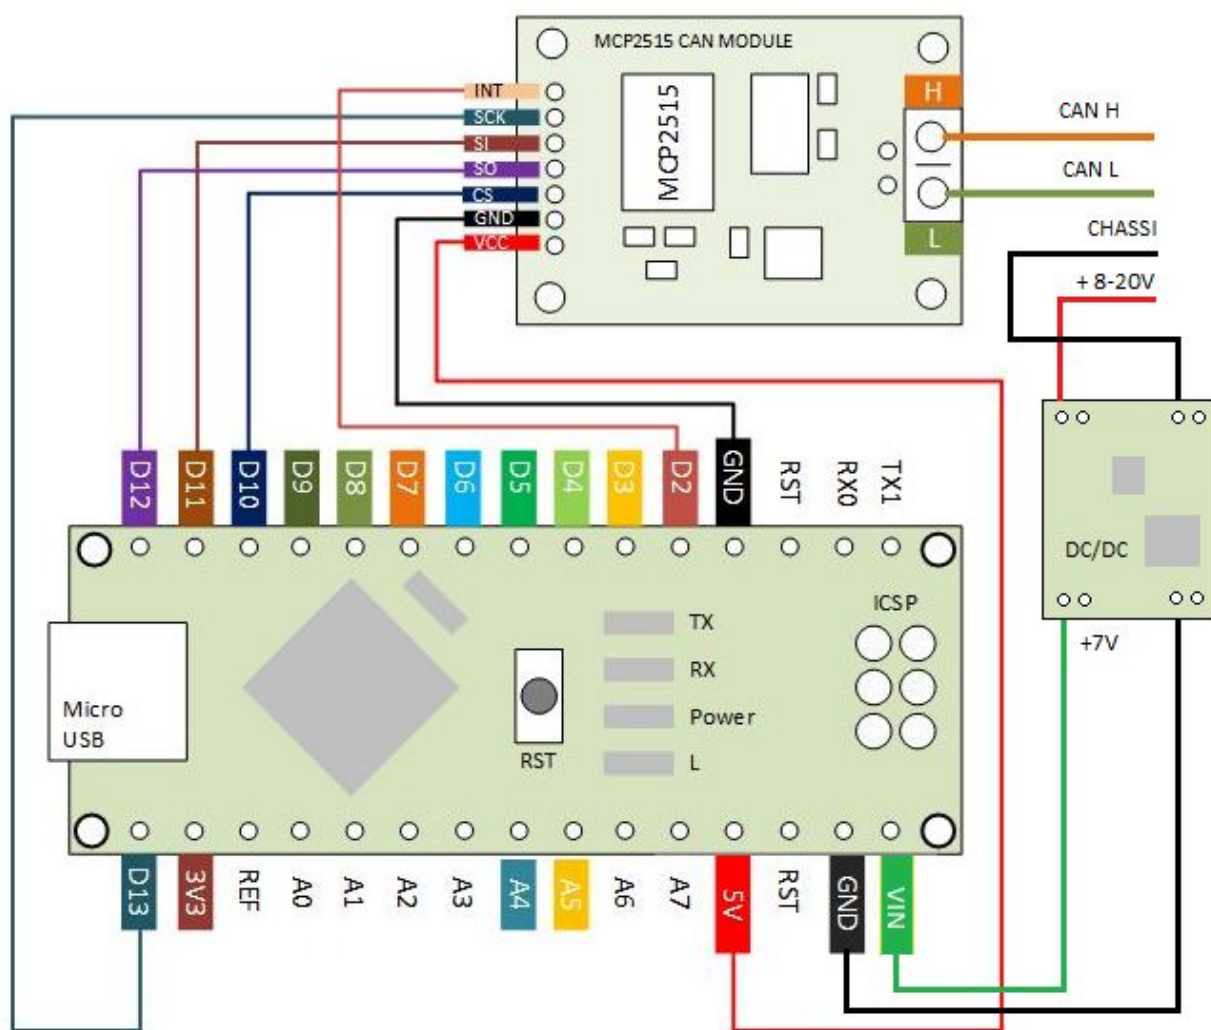 MCP2515 CAN MODULE
INT
SCK
SI
SO
CS
GND
VCC
MCP2515
H
L
CAN H
CAN L
CHASSI
+ 8-20V
D12
D11
D10
D9
D8
D7
D6
D5
D4
D3
D2
GND
RST
RX0
TX1
DC/DC
+7V
ICSP
TX
RX
Power
L
RST
Micro
USB
D13
3V3
REF
A0
A1
A2
A3
A4
A5
A6
A7
5V
RST
GND
VIN